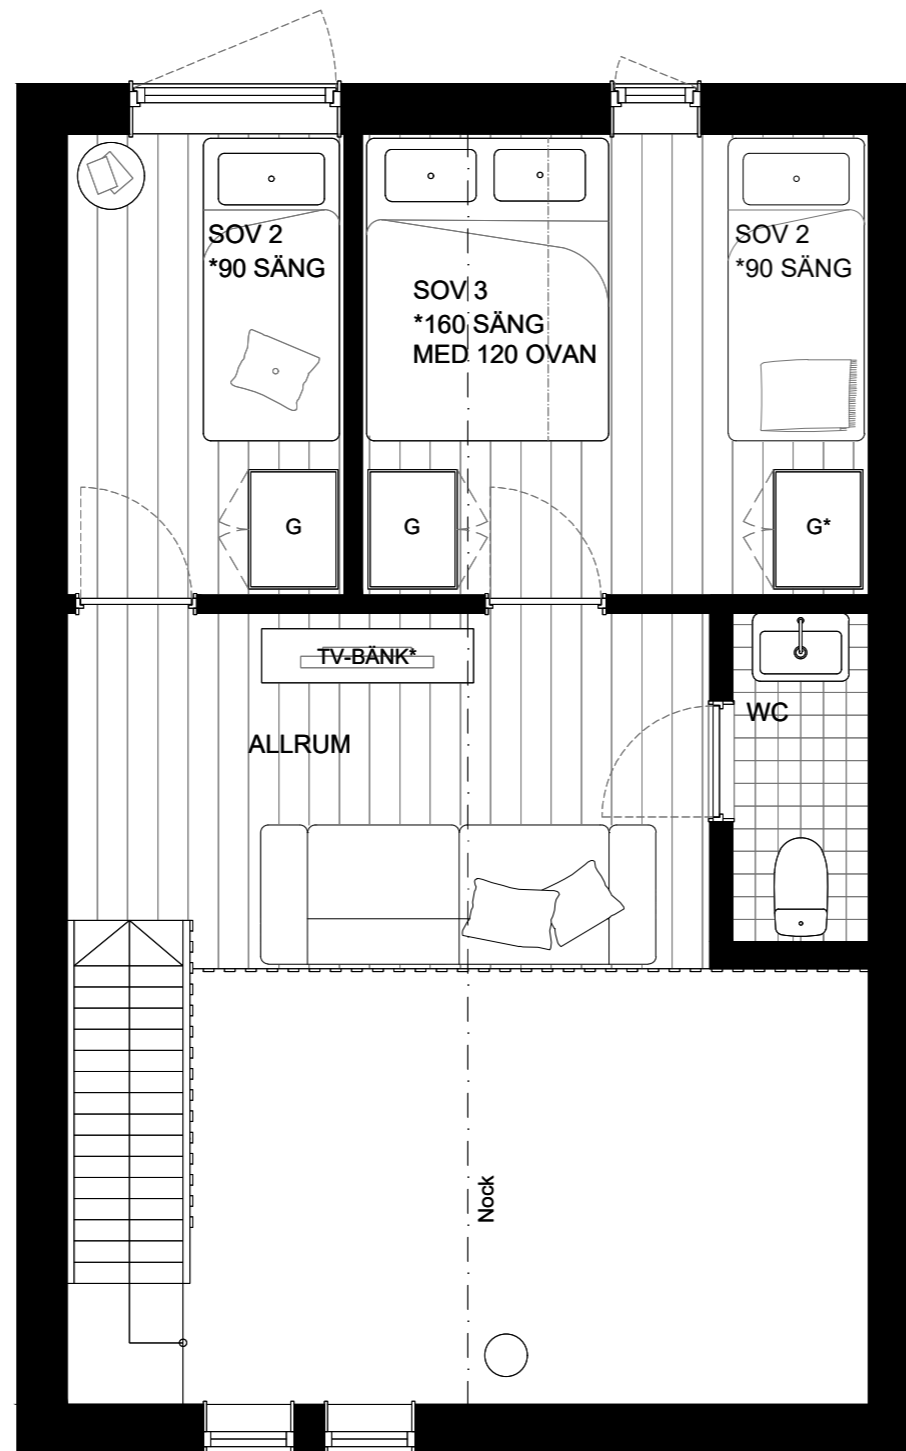 SOV 2
*90 SÄNG
SOV 3
*160 SÄNG
MED 120 OVAN
SOV 2
*90 SÄNG
G
G
G*
TV-BÄNK*
WC
ALLRUM
Nock